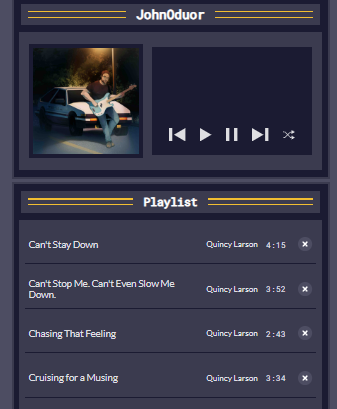 JohnOduor
Playlist
Can't Stay Down Quincy Larson 4:15
Can't Stop Me. Can't Even Slow Me
Down. Quincy Larson 3:52
Chasing That Feeling Quincy Larson 2:43
Cruising for a Musing Quincy Larson 3:34